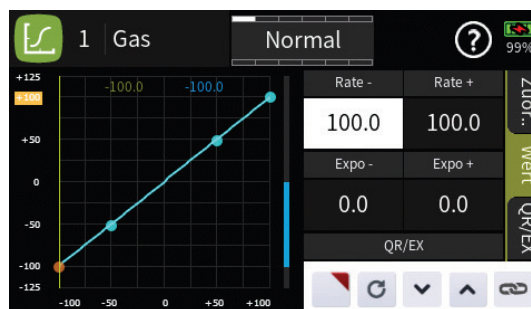 1 Gas Normal ? 99%
+125
+100
+50
0
-50
-100
-125
-100.0 -100.0
-100 -50 0 +50 +100
Rate - Rate +
100.0 100.0
Expo - Expo +
0.0 0.0
QR/EX
Zuor..
Wert
QR/EX